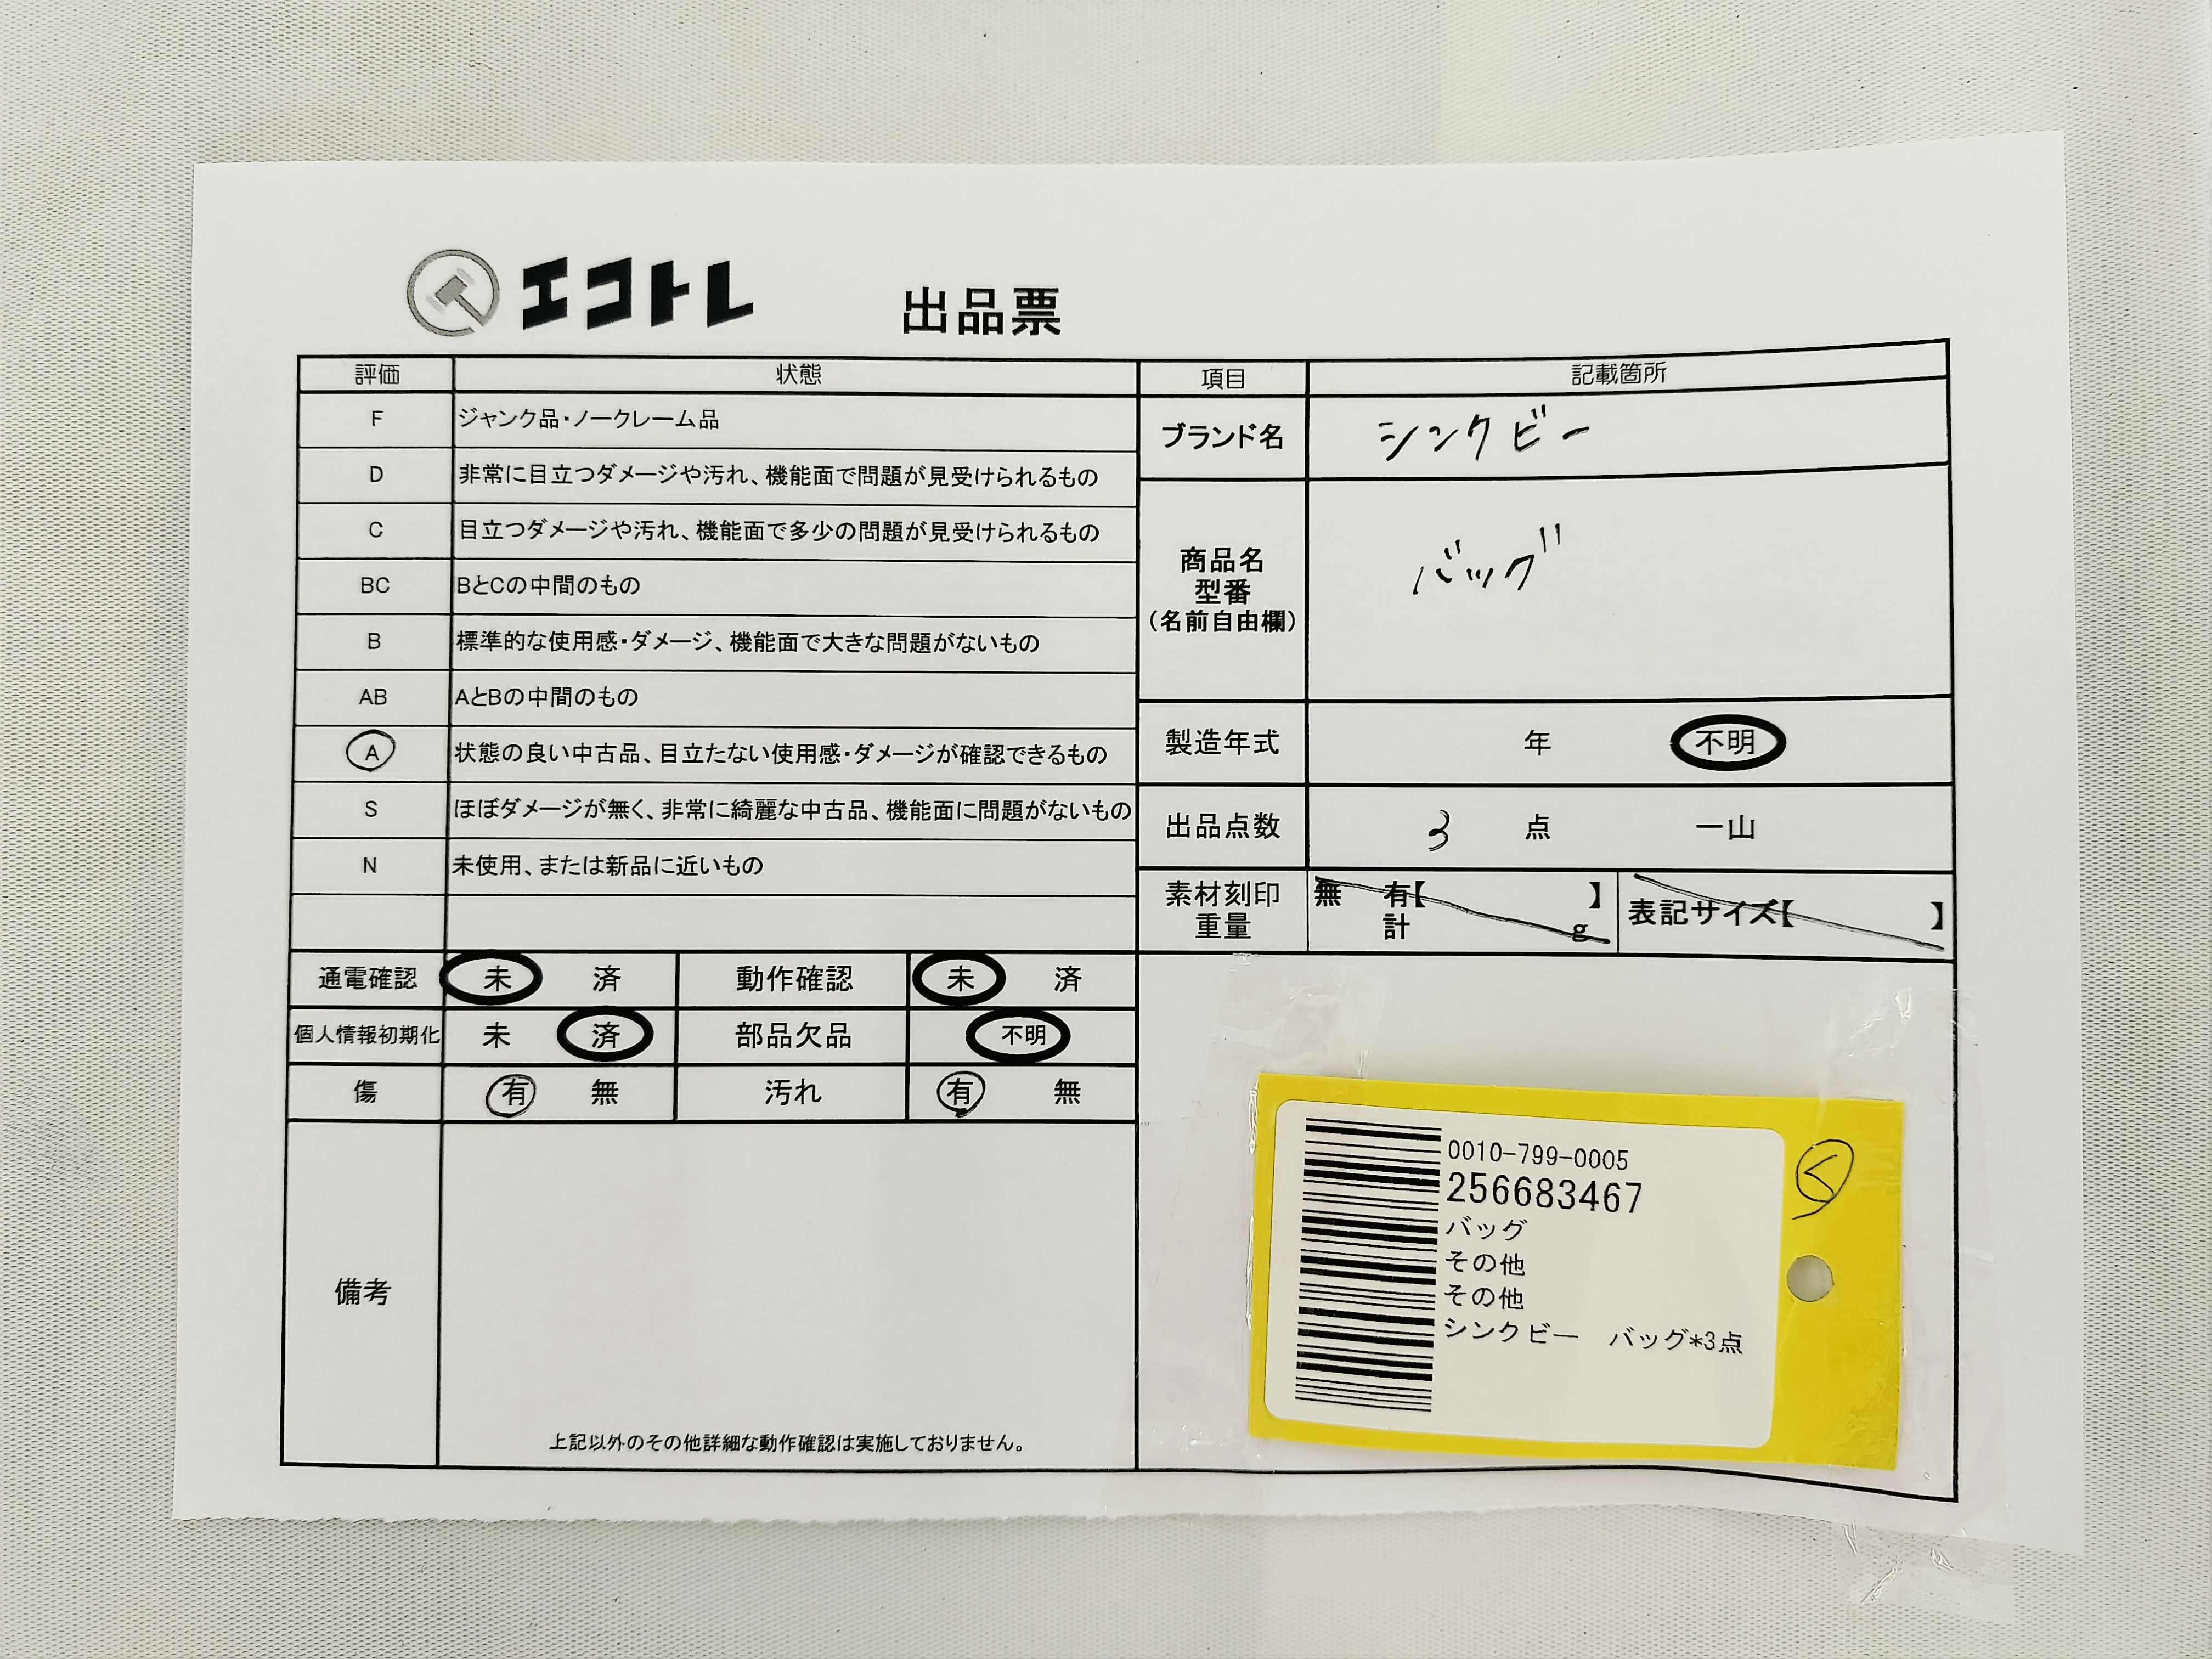 エコトレ 出品票
評価 状態 項目 記載箇所
F ジャンク品・ノークレーム品
D 非常に目立つダメージや汚れ、機能面で問題が見受けられるもの
C 目立つダメージや汚れ、機能面で多少の問題が見受けられるもの
BC BとCの中間のもの
B 標準的な使用感・ダメージ、機能面で大きな問題がないもの
AB AとBの中間のもの
A 状態の良い中古品、目立たない使用感・ダメージが確認できるもの
S ほぼダメージが無く、非常に綺麗な中古品、機能面に問題がないもの
N 未使用、または新品に近いもの
通電確認 未 済 動作確認 未 済
個人情報初期化 未 済 部品欠品 不明
傷 有 無 汚れ 有 無
備考
上記以外のその他詳細な動作確認は実施しておりません。
ブランド名 シンクビー
商品名
型番
(名前自由欄)
バッグ
製造年式 年 不明
出品点数 3 点 一山
素材刻印 無 有【 】
重量 計 g
表記サイズ【 】
0010-799-0005
256683467
バッグ
その他
その他
シンクビー バッグ*3点
く